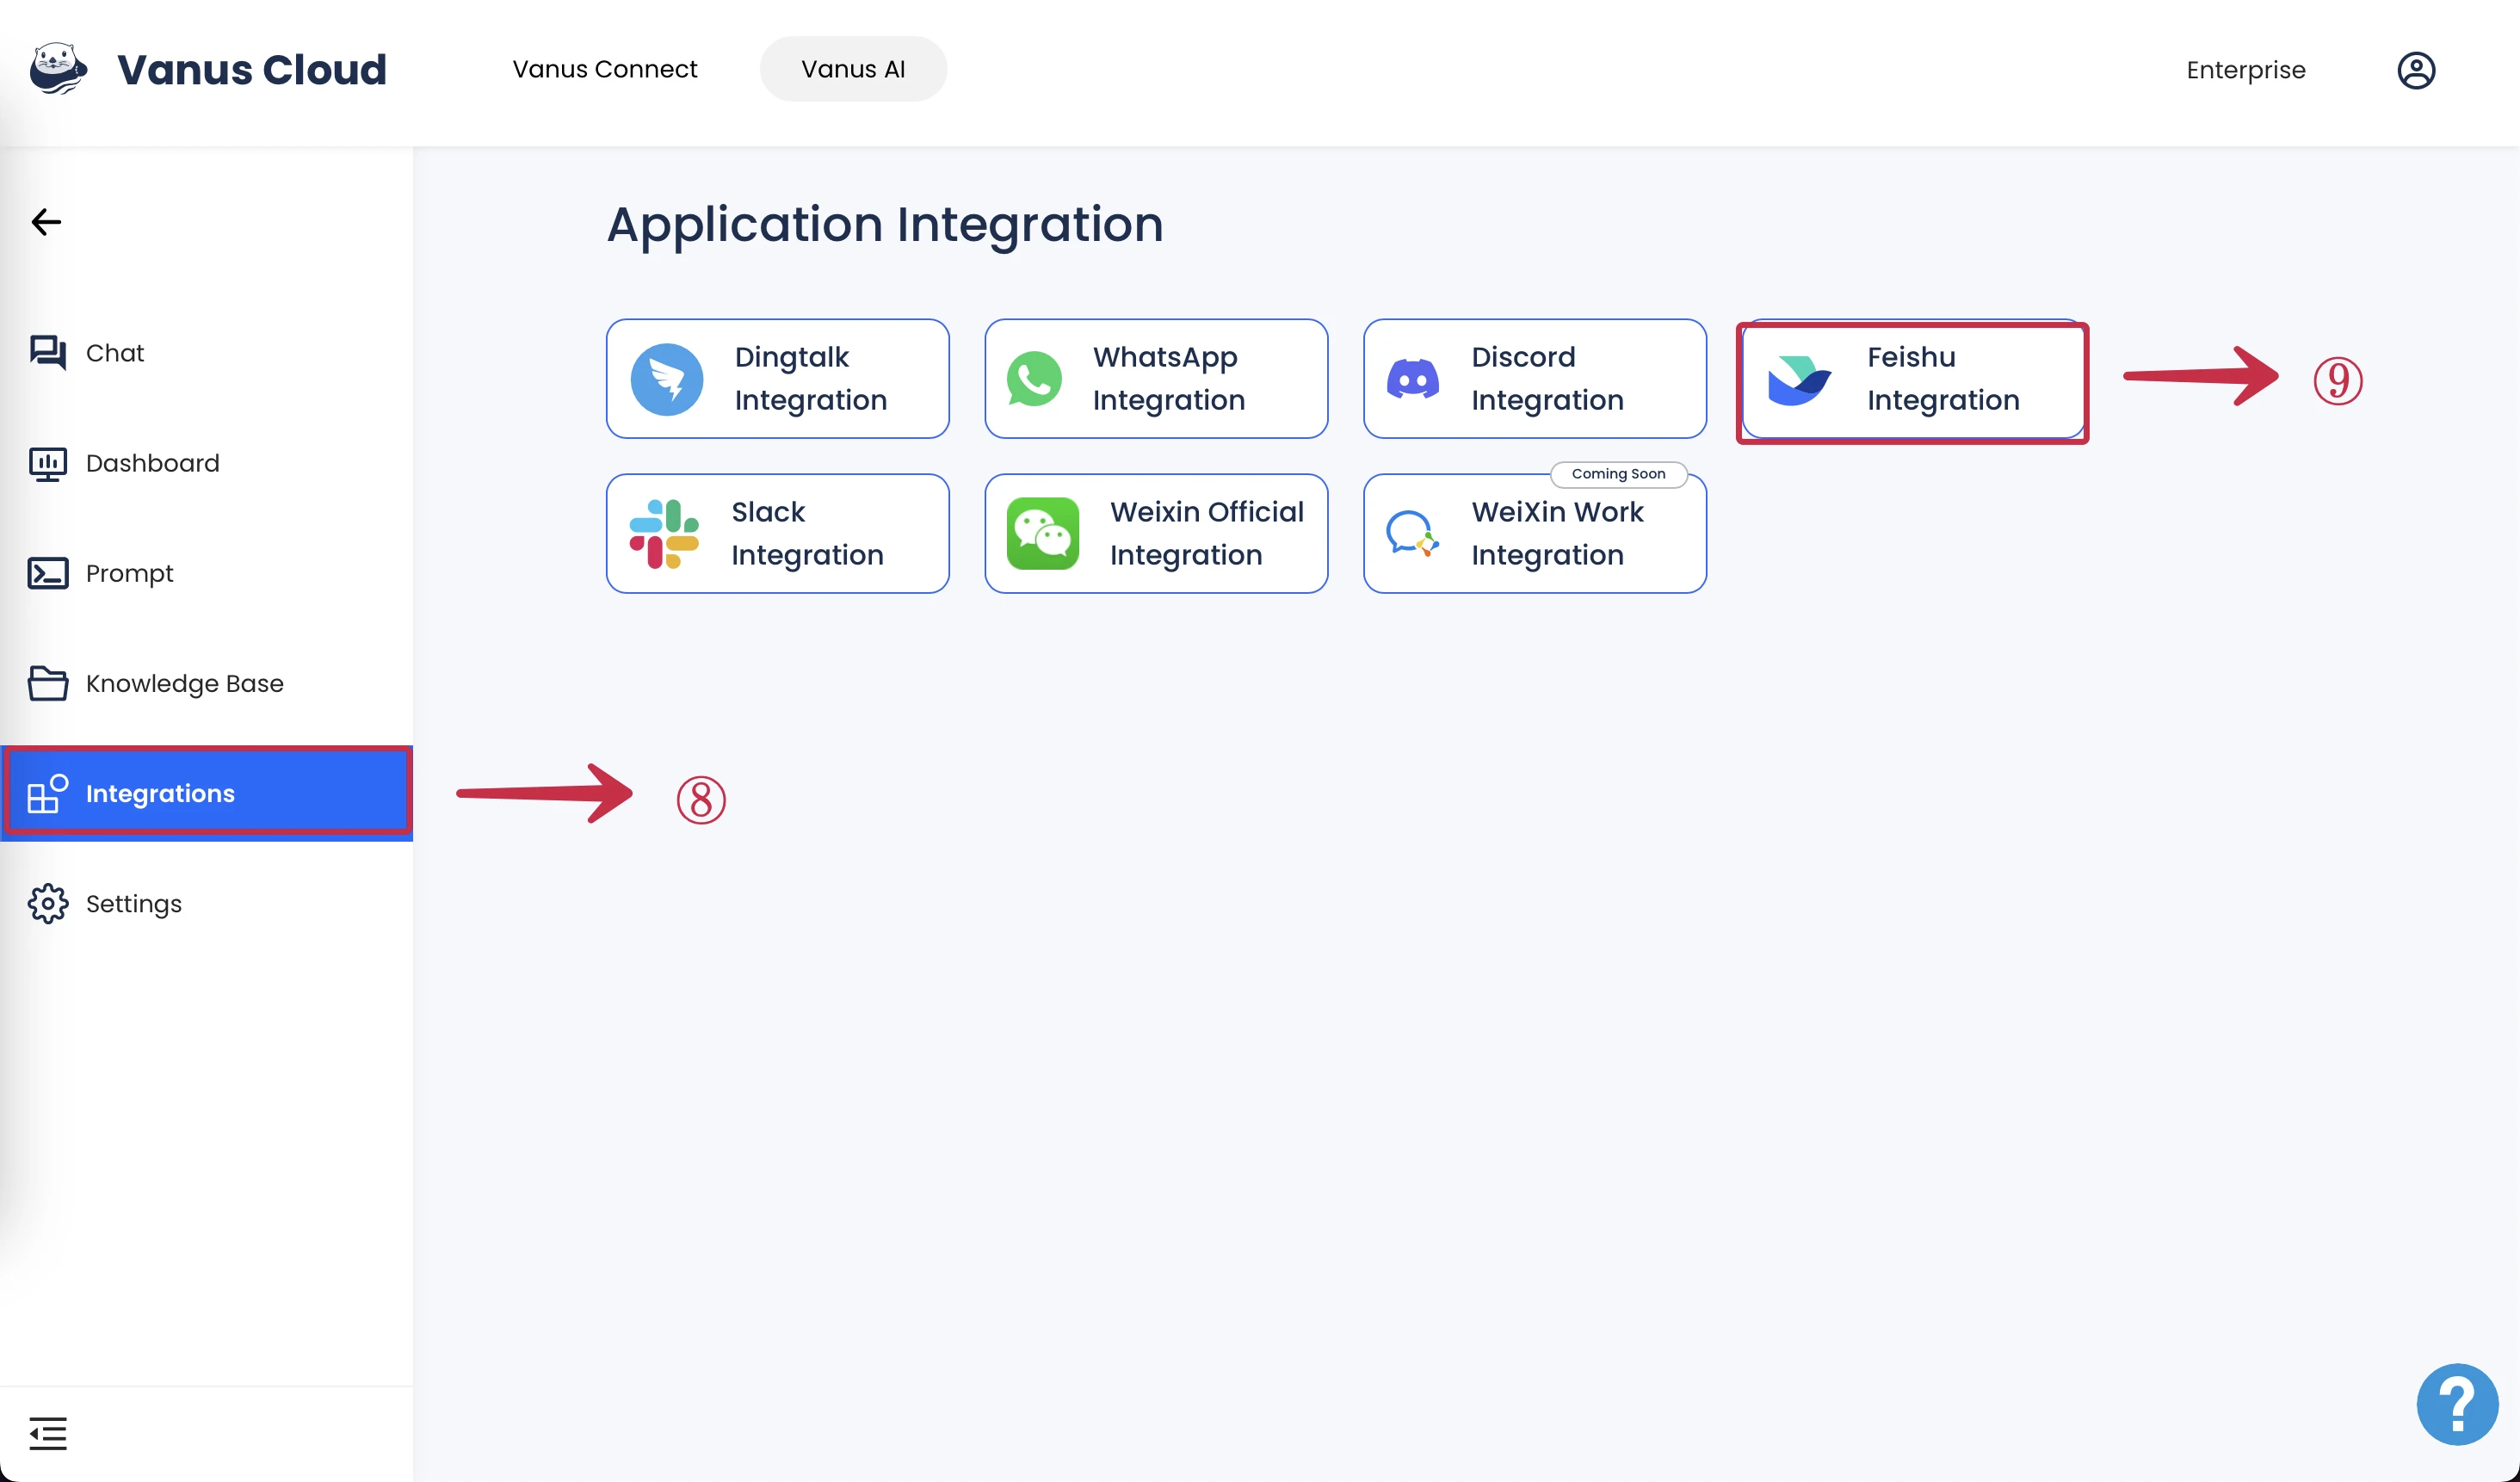 Vanus Cloud
Vanus Connect
Vanus AI
Enterprise
Chat
Dashboard
Prompt
Knowledge Base
Integrations
Settings
⑧
Application Integration
Dingtalk
Integration
WhatsApp
Integration
Discord
Integration
Feishu
Integration
⑨
Slack
Integration
Weixin Official
Integration
Coming Soon
WeiXin Work
Integration
?